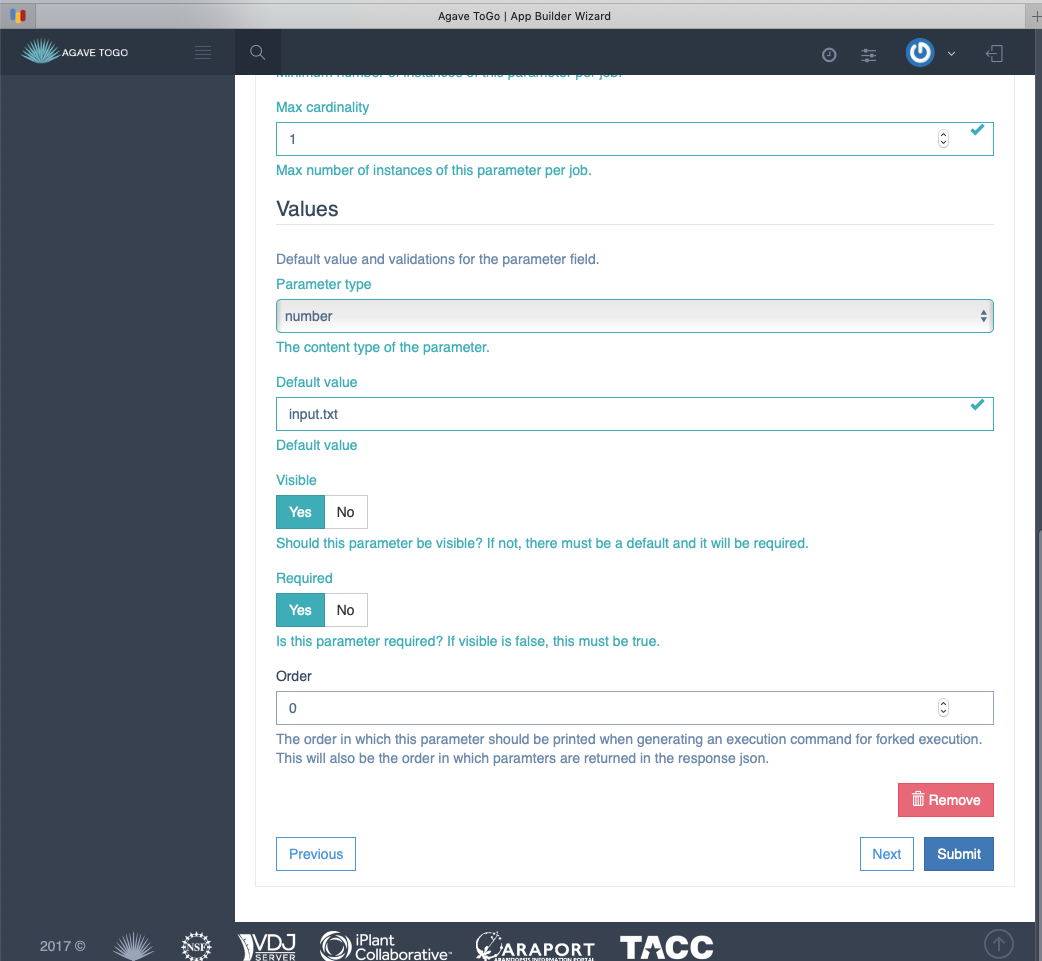 Agave ToGo | App Builder Wizard
AGAVE TOGO
Minimum number of instances of this parameter per job.
Max cardinality
1
Max number of instances of this parameter per job.
Values
Default value and validations for the parameter field.
Parameter type
number
The content type of the parameter.
Default value
input.txt
Default value
Visible
Yes No
Should this parameter be visible? If not, there must be a default and it will be required.
Required
Yes No
Is this parameter required? If visible is false, this must be true.
Order
0
The order in which this parameter should be printed when generating an execution command for forked execution.
This will also be the order in which paramters are returned in the response json.
Remove
Previous Next Submit
2017 © NSF VDJ SERVER iPlant Collaborative™ ARAPORT ARABIDOPSIS INFORMATION PORTAL TACC